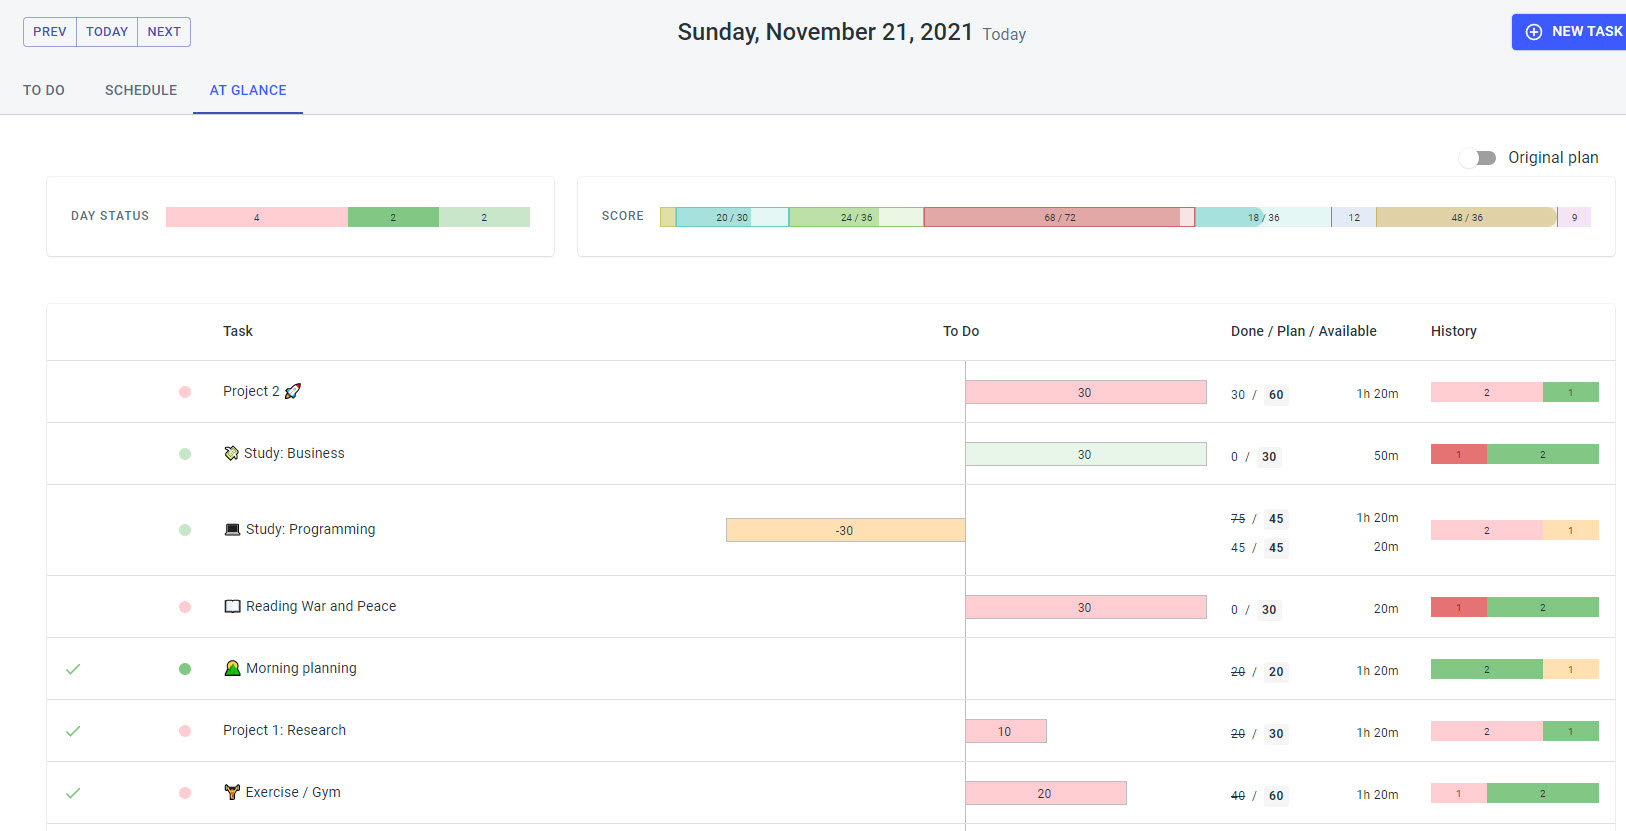 PREV TODAY NEXT
Sunday, November 21, 2021 Today
NEW TASK
TO DO SCHEDULE AT GLANCE
Original plan
DAY STATUS 4 2 2
SCORE 20 / 30 24 / 36 68 / 72 18 / 36 12 48 / 36 9
Task To Do Done / Plan / Available History
Project 2 30 30 / 60 1h 20m 2 1
Study: Business 30 0 / 30 50m 1 2
Study: Programming -30 75 / 45 1h 20m 2 1
45 / 45 20m
Reading War and Peace 30 0 / 30 20m 1 2
Morning planning 20 / 20 1h 20m 2 1
Project 1: Research 10 20 / 30 1h 20m 2 1
Exercise / Gym 20 40 / 60 1h 20m 1 2